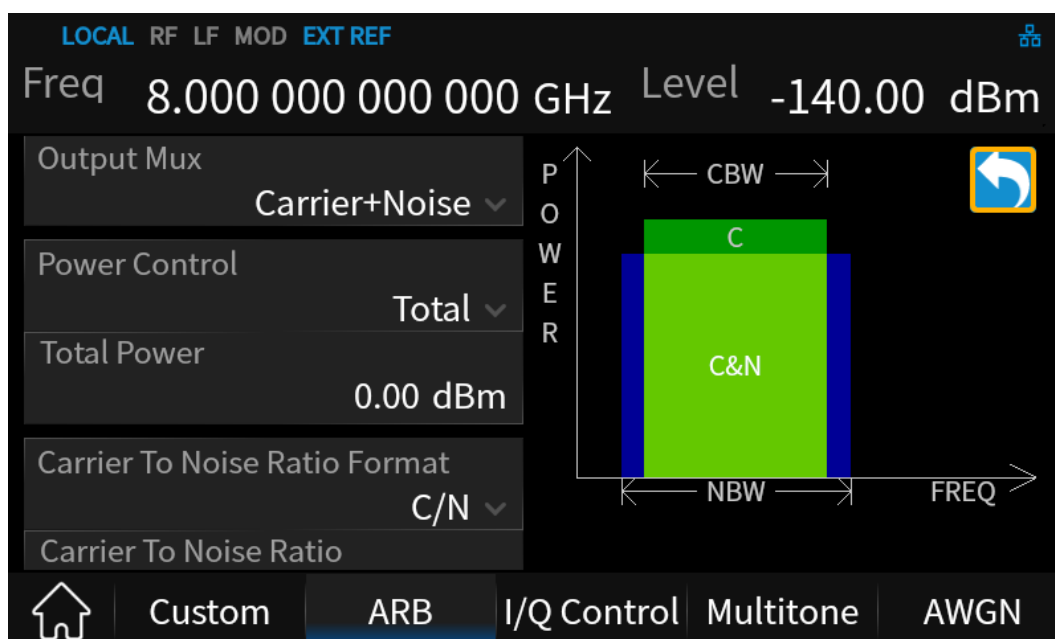 LOCAL RF LF MOD EXT REF
Freq 8.000 000 000 000 GHz Level -140.00 dBm
Output Mux
Carrier+Noise
Power Control
Total
Total Power
0.00 dBm
Carrier To Noise Ratio Format
C/N
Carrier To Noise Ratio
POWER
CBW
C
C&N
NBW
FREQ
Custom ARB I/Q Control Multitone AWGN